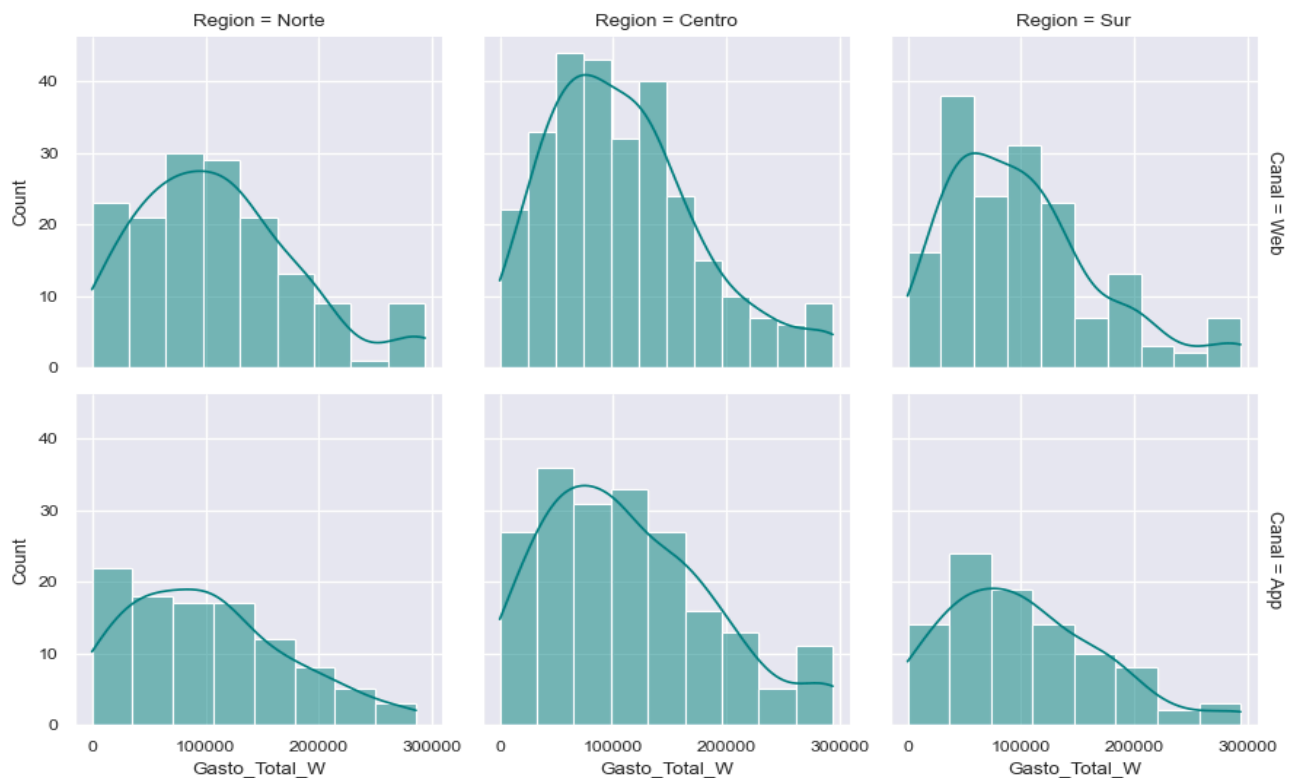 Region = Norte
Region = Centro
Region = Sur
40
30
20
10
0
Count
Canal = Web
40
30
20
10
0
Count
Canal = App
0 100000 200000 300000
0 100000 200000 300000
0 100000 200000 300000
Gasto_Total_W
Gasto_Total_W
Gasto_Total_W